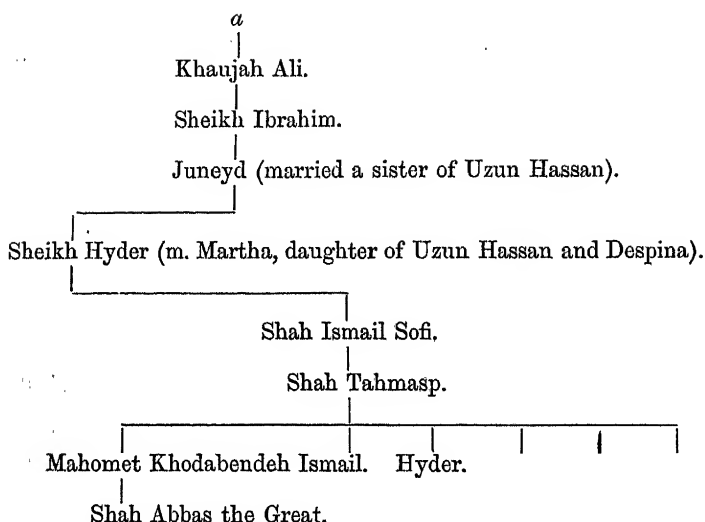 a
Khaujah Ali.
Sheikh Ibrahim.
Juneyd (married a sister of Uzun Hassan).
Sheikh Hyder (m. Martha, daughter of Uzun Hassan and Despina).
Shah Ismail Sofi.
Shah Tahmasp.
Mahomet Khodabendeh Ismail. Hyder.
Shah Abbas the Great.